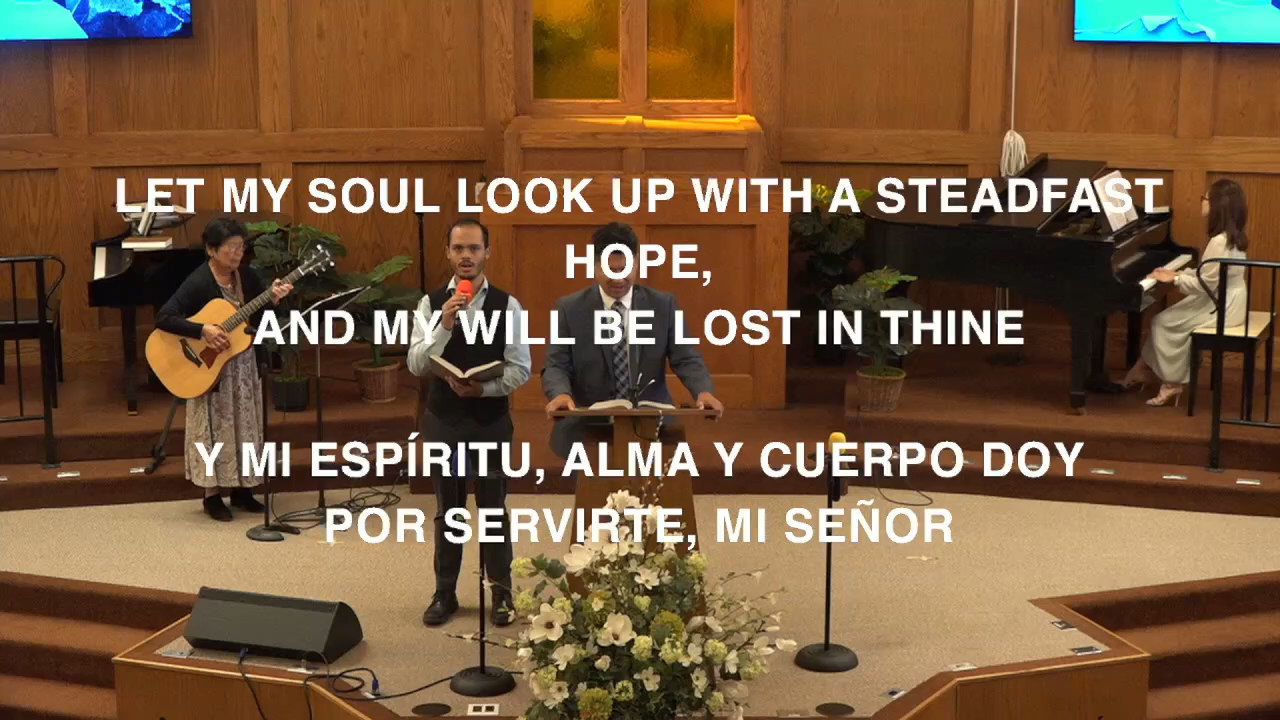 LET MY SOUL LOOK UP WITH A STEADFAST
HOPE,
AND MY WILL BE LOST IN THINE
Y MI ESPÍRITU, ALMA Y CUERPO DOY
POR SERVIRTE, MI SEÑOR